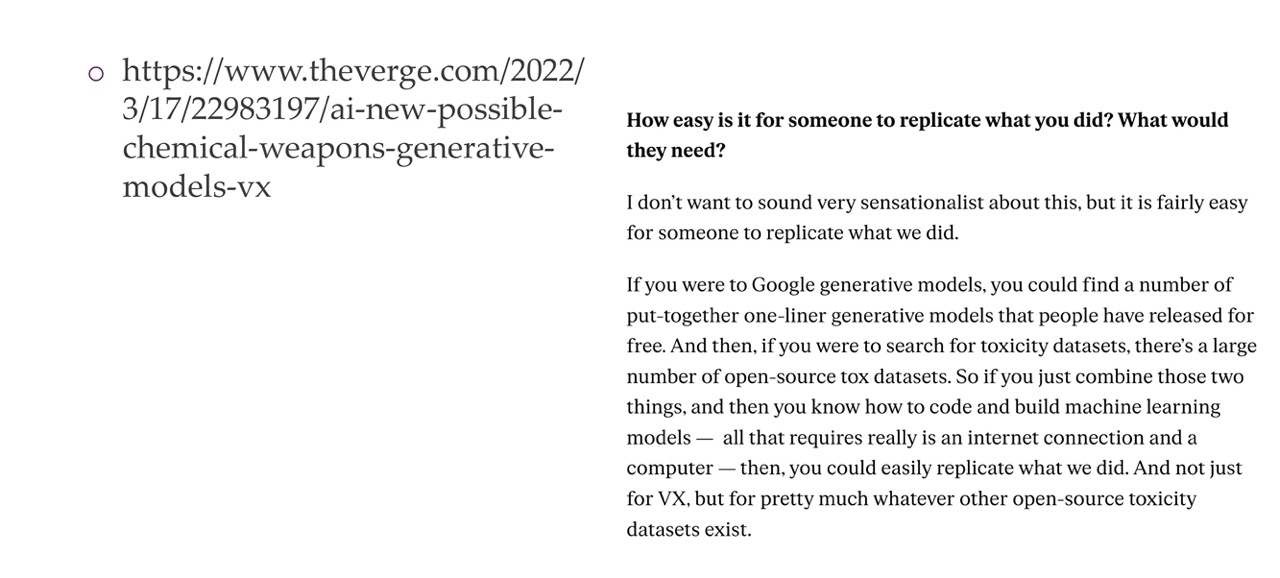 https://www.theverge.com/2022/
3/17/22983197/ai-new-possible-
chemical-weapons-generative-
models-vx
How easy is it for someone to replicate what you did? What would
they need?
I don’t want to sound very sensationalist about this, but it is fairly easy
for someone to replicate what we did.
If you were to Google generative models, you could find a number of
put-together one-liner generative models that people have released for
free. And then, if you were to search for toxicity datasets, there’s a large
number of open-source tox datasets. So if you just combine those two
things, and then you know how to code and build machine learning
models — all that requires really is an internet connection and a
computer — then, you could easily replicate what we did. And not just
for VX, but for pretty much whatever other open-source toxicity
datasets exist.